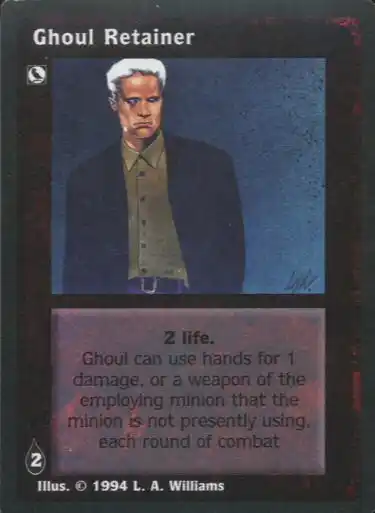 Ghoul Retainer
2 life.
Ghoul can use hands for 1
damage, or a weapon of the
employing minion that the
minion is not presently using,
each round of combat
2
Illus. © 1994 L. A. Williams